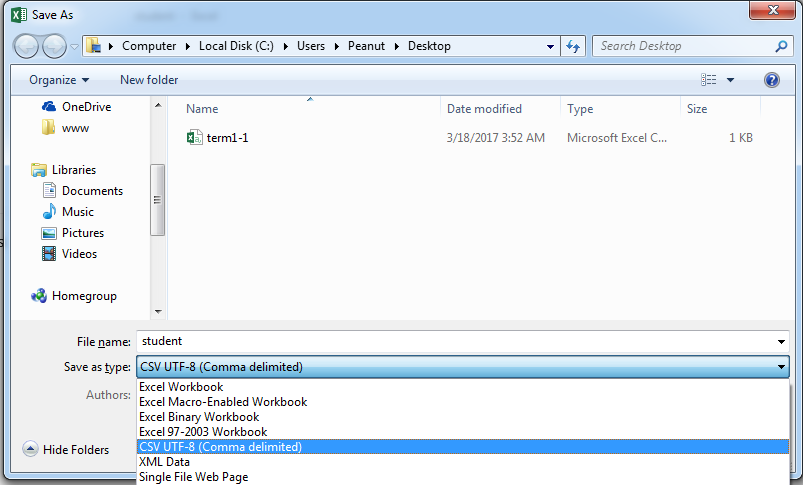 Save As
Computer Local Disk (C:) Users Peanut Desktop
Search Desktop
Organize New folder
OneDrive
www
Libraries
Documents
Music
Pictures
Videos
Homegroup
Name Date modified Type Size
term1-1 3/18/2017 3:52 AM Microsoft Excel C... 1 KB
File name: student
Save as type: CSV UTF-8 (Comma delimited)
Authors:
Excel Workbook
Excel Macro-Enabled Workbook
Excel Binary Workbook
Excel 97-2003 Workbook
CSV UTF-8 (Comma delimited)
XML Data
Single File Web Page
Hide Folders